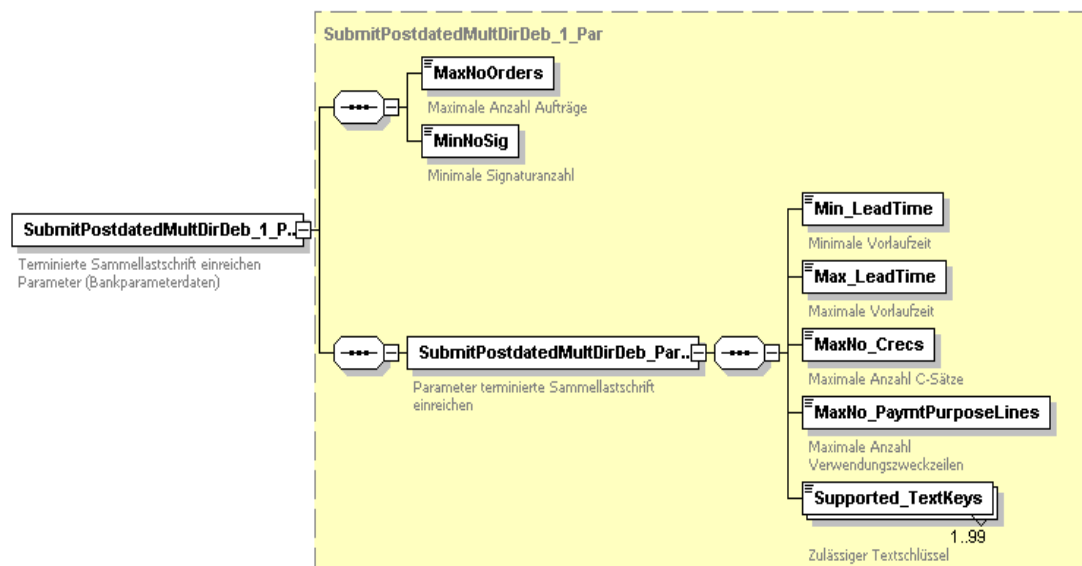 SubmitPostdatedMultDirDeb_1_Par
MaxNoOrders
Maximale Anzahl Aufträge
MinNoSig
Minimale Signaturanzahl
SubmitPostdatedMultDirDeb_1_P..
Terminierte Sammellastschrift einreichen
Parameter (Bankparameterdaten)
Min_LeadTime
Minimale Vorlaufzeit
Max_LeadTime
Maximale Vorlaufzeit
SubmitPostdatedMultDirDeb_Par..
Parameter terminierte Sammellastschrift
einreichen
MaxNo_Crecs
Maximale Anzahl C-Sätze
MaxNo_PaymtPurposeLines
Maximale Anzahl
Verwendungszweckzeilen
Supported_TextKeys
1..99
Zulässiger Textschlüssel